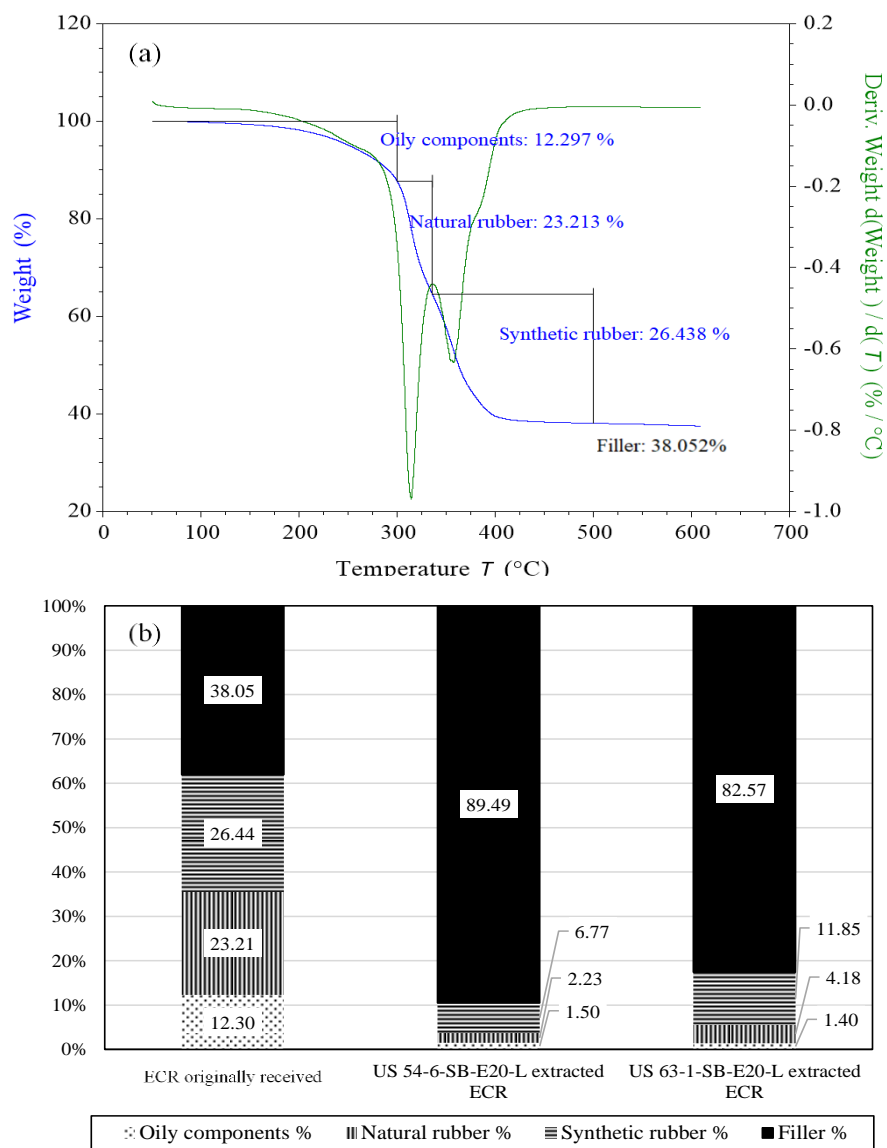 (a)
120
100
80
60
40
20
Weight (%)
0.2
0.0
-0.2
-0.4
-0.6
-0.8
-1.0
Deriv. Weight d(Weight ) / d( T ) (% / °C)
Oily components: 12.297 %
Natural rubber: 23.213 %
Synthetic rubber: 26.438 %
Filler: 38.052%
0 100 200 300 400 500 600 700
Temperature T (°C)
(b)
100%
90%
80%
70%
60%
50%
40%
30%
20%
10%
0%
38.05
26.44
23.21
12.30
89.49
6.77
2.23
1.50
82.57
11.85
4.18
1.40
ECR originally received
US 54-6-SB-E20-L extracted
ECR
US 63-1-SB-E20-L extracted
ECR
Oily components % Natural rubber % Synthetic rubber % Filler %